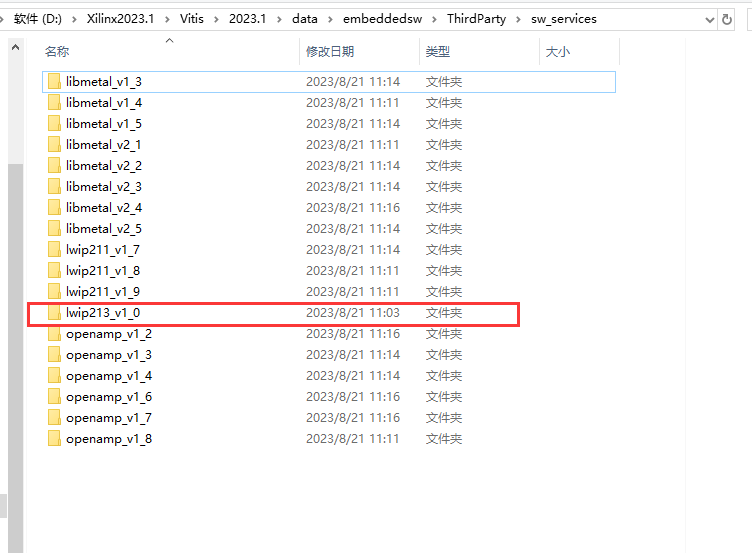 软件 (D:) › Xilinx2023.1 › Vitis › 2023.1 › data › embeddedsw › ThirdParty › sw_services
名称 修改日期 类型 大小
libmetal_v1_3 2023/8/21 11:14 文件夹
libmetal_v1_4 2023/8/21 11:11 文件夹
libmetal_v1_5 2023/8/21 11:14 文件夹
libmetal_v2_1 2023/8/21 11:11 文件夹
libmetal_v2_2 2023/8/21 11:14 文件夹
libmetal_v2_3 2023/8/21 11:14 文件夹
libmetal_v2_4 2023/8/21 11:16 文件夹
libmetal_v2_5 2023/8/21 11:14 文件夹
lwip211_v1_7 2023/8/21 11:14 文件夹
lwip211_v1_8 2023/8/21 11:11 文件夹
lwip211_v1_9 2023/8/21 11:11 文件夹
lwip213_v1_0 2023/8/21 11:03 文件夹
openamp_v1_2 2023/8/21 11:16 文件夹
openamp_v1_3 2023/8/21 11:14 文件夹
openamp_v1_4 2023/8/21 11:14 文件夹
openamp_v1_6 2023/8/21 11:16 文件夹
openamp_v1_7 2023/8/21 11:16 文件夹
openamp_v1_8 2023/8/21 11:11 文件夹